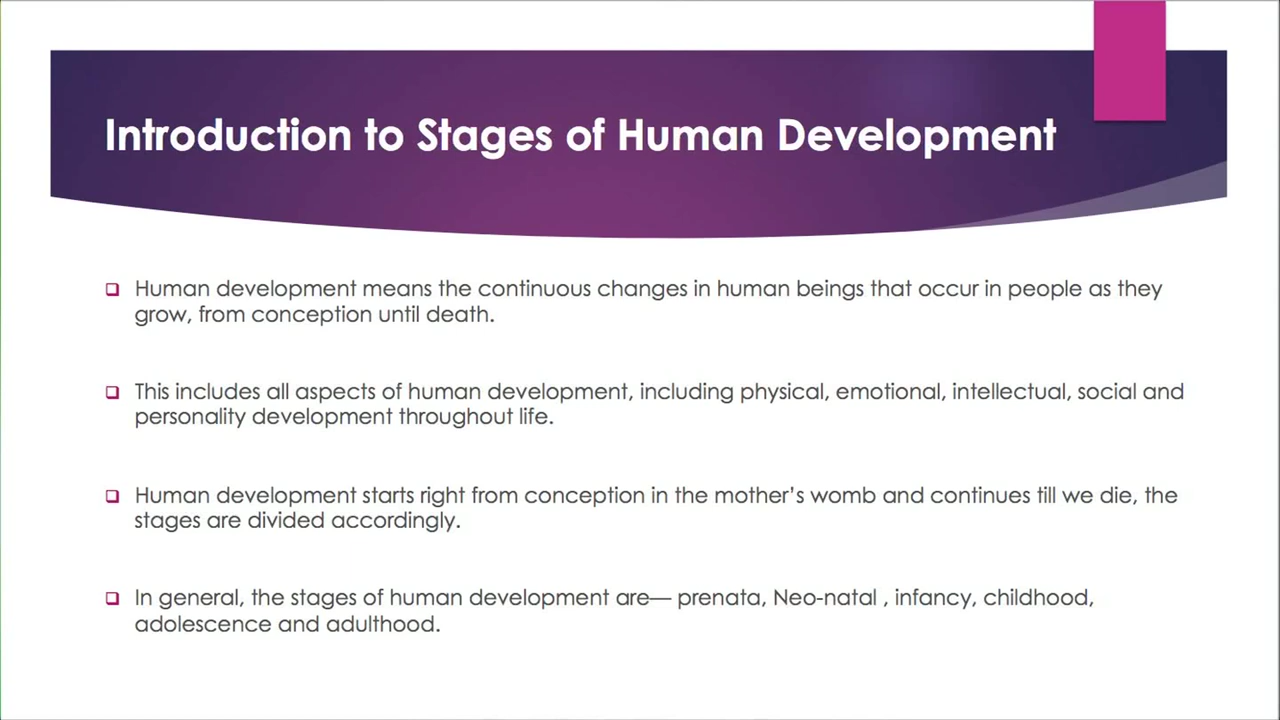 Introduction to Stages of Human Development
Human development means the continuous changes in human beings that occur in people as they
grow, from conception until death.
This includes all aspects of human development, including physical, emotional, intellectual, social and
personality development throughout life.
Human development starts right from conception in the mother’s womb and continues till we die, the
stages are divided accordingly.
In general, the stages of human development are— prenata, Neo-natal , infancy, childhood,
adolescence and adulthood.